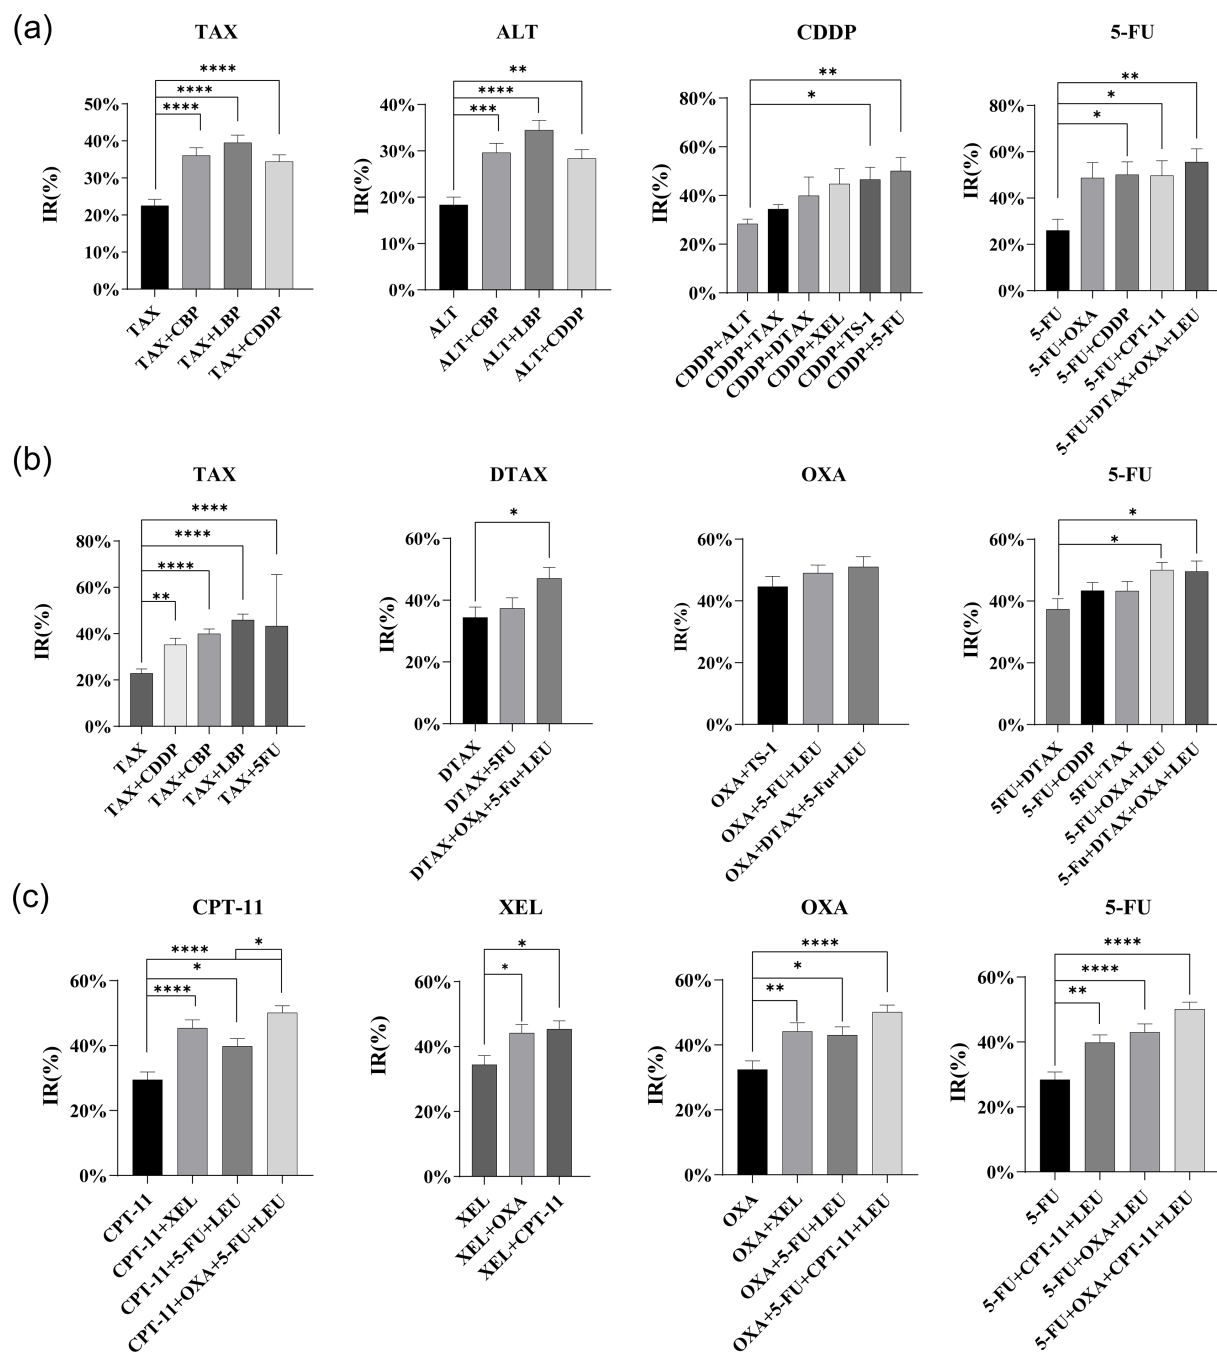 (a)
TAX
ALT
CDDP
5-FU
****
****
****
50%
40%
30%
20%
10%
0%
IR(%)
TAX
TAX+CBP
TAX+LBP
TAX+CDDP
**
****
***
40%
30%
20%
10%
0%
IR(%)
ALT
ALT+CBP
ALT+LBP
ALT+CDDP
**
*
80%
60%
40%
20%
0%
IR(%)
CDDP+ALT
CDDP+TAX
CDDP+DTAX
CDDP+XEL
CDDP+TS-1
CDDP+5-FU
**
*
*
80%
60%
40%
20%
0%
IR(%)
5-FU
5-FU+OXA
5-FU+CDDP
5-FU+CPT-11
5-FU+DTAX+OXA+LEU
(b)
TAX
DTAX
OXA
5-FU
****
****
****
**
80%
60%
40%
20%
0%
IR(%)
TAX
TAX+CDDP
TAX+CBP
TAX+LBP
TAX+5FU
*
60%
40%
20%
0%
IR(%)
DTAX
DTAX+5FU
DTAX+OXA+5-Fu+LEU
60%
40%
20%
0%
IR(%)
OXA+TS-1
OXA+5-FU+LEU
OXA+DTAX+5-Fu+LEU
*
*
60%
40%
20%
0%
IR(%)
5FU+DTAX
5-FU+CDDP
5FU+TAX
5-FU+OXA+LEU
5-Fu+DTAX+OXA+LEU
(c)
CPT-11
XEL
OXA
5-FU
****
*
*
****
60%
40%
20%
0%
IR(%)
CPT-11
CPT-11+XEL
CPT-11+5-FU+LEU
CPT-11+OXA+5-FU+LEU
*
*
60%
40%
20%
0%
IR(%)
XEL
XEL+OXA
XEL+CPT-11
****
*
**
60%
40%
20%
0%
IR(%)
OXA
OXA+XEL
OXA+5-FU+LEU
OXA+5-FU+CPT-11+LEU
****
****
**
60%
40%
20%
0%
IR(%)
5-FU
5-FU+CPT-11+LEU
5-FU+OXA+LEU
5-FU+OXA+CPT-11+LEU